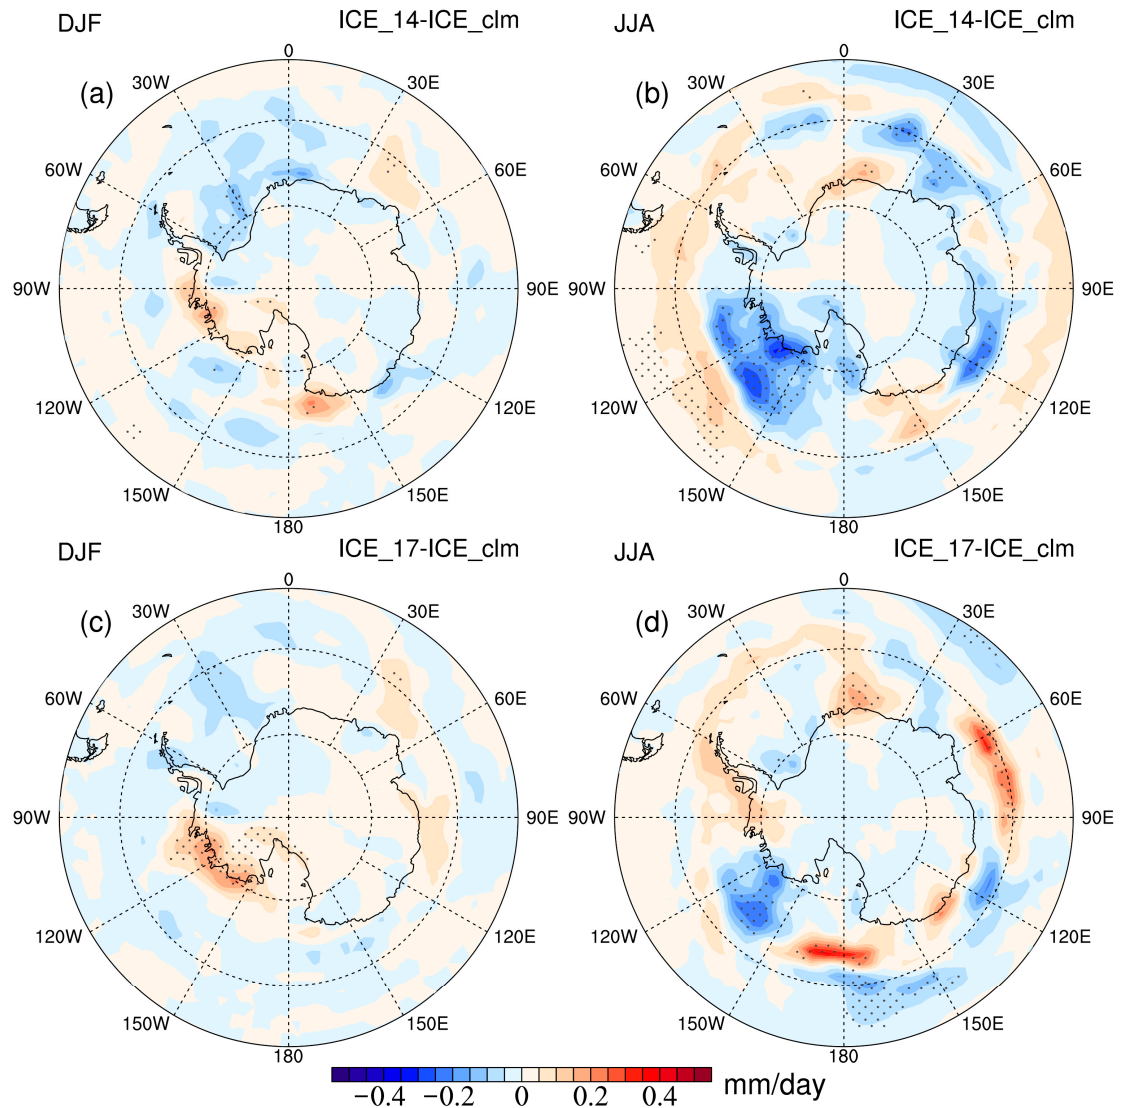 DJF ICE_14-ICE_clm
JJA ICE_14-ICE_clm
(a)
0
30E
60E
90E
120E
150E
180
150W
120W
90W
60W
30W
(b)
0
30E
60E
90E
120E
150E
180
150W
120W
90W
60W
30W
DJF ICE_17-ICE_clm
JJA ICE_17-ICE_clm
(c)
0
30E
60E
90E
120E
150E
180
150W
120W
90W
60W
30W
(d)
0
30E
60E
90E
120E
150E
180
150W
120W
90W
60W
30W
−0.4 −0.2 0 0.2 0.4 mm/day